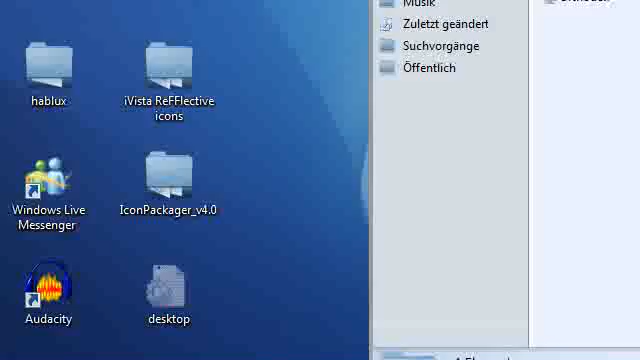 Musik
Zuletzt geändert
Suchvorgänge
Öffentlich
hablux
iVista ReFFlective
icons
Windows Live
Messenger
IconPackager_v4.0
Audacity
desktop